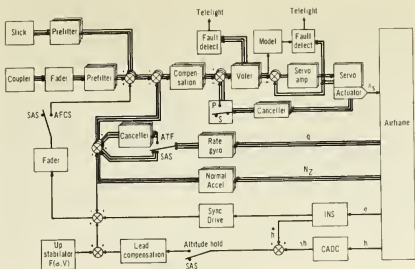 Telelight
Telelight
Stick
Prefilter
Fault
detect
Model
Fault
detect
Coupler
Fader
Prefilter
Compen-
sation
Voter
Servo
amp
Servo
Actuator
Airframe
P
S
Canceller
SAS
AFCS
Canceller
ATF
SAS
Rate
gyro
q
Fader
Normal
Accel
Nz
Sync
Drive
INS
Up
stabilator
Lead
compensation
Altitude hold
SAS
CADC
h